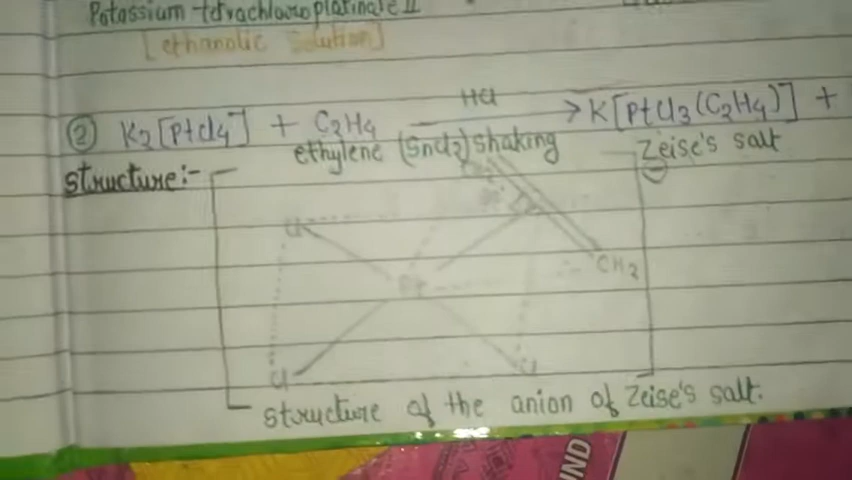 Potassium tetrachloroplatinate II
[ethanolic solution]
HCl
② K2[PtCl4] + C2H4 → K[PtCl3(C2H4)] +
ethylene (SnCl2) shaking Zeise's salt
structure:-
Cl
CH2
Pt
Cl Cl
structure of the anion of Zeise's salt.
IND